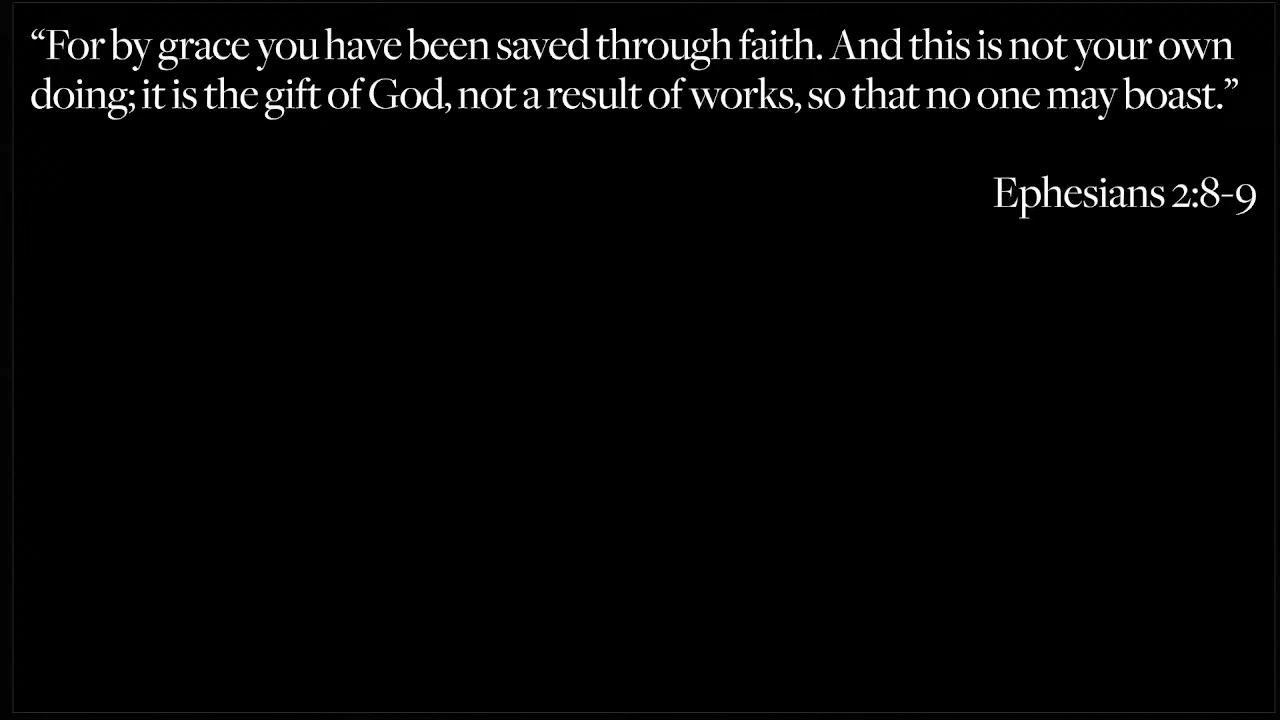 “For by grace you have been saved through faith. And this is not your own
doing; it is the gift of God, not a result of works, so that no one may boast.”
Ephesians 2:8-9